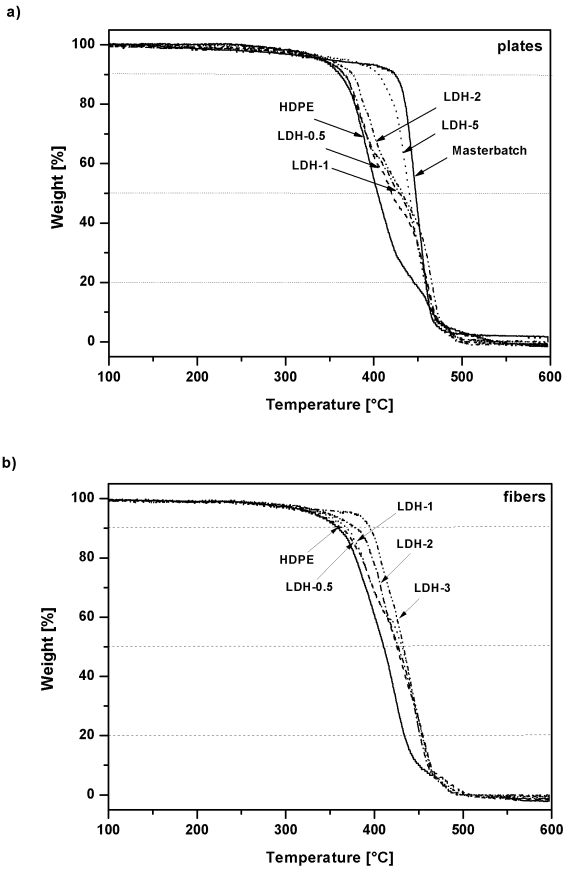 a)
plates
100
80
60
40
20
0
Weight [%]
HDPE
LDH-0.5
LDH-1
LDH-2
LDH-5
Masterbatch
100 200 300 400 500 600
Temperature [°C]
b)
fibers
100
80
60
40
20
0
Weight [%]
HDPE
LDH-0.5
LDH-1
LDH-2
LDH-3
100 200 300 400 500 600
Temperature [°C]